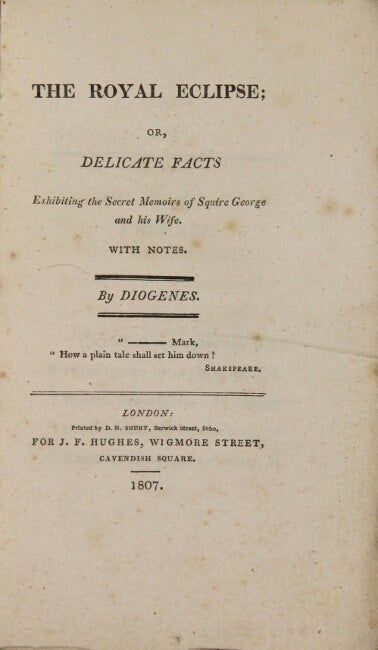 THE ROYAL ECLIPSE;
OR,
DELICATE FACTS
Exhibiting the Secret Memoirs of Squire George
and his Wife.
WITH NOTES.
By DIOGENES.
“ ——— Mark,
“ How a plain tale shall set him down !’
SHAKSPEARE.
LONDON:
Printed by D. N. SHURY, Berwick Street, Soho,
FOR J. F. HUGHES, WIGMORE STREET,
CAVENDISH SQUARE.
1807.